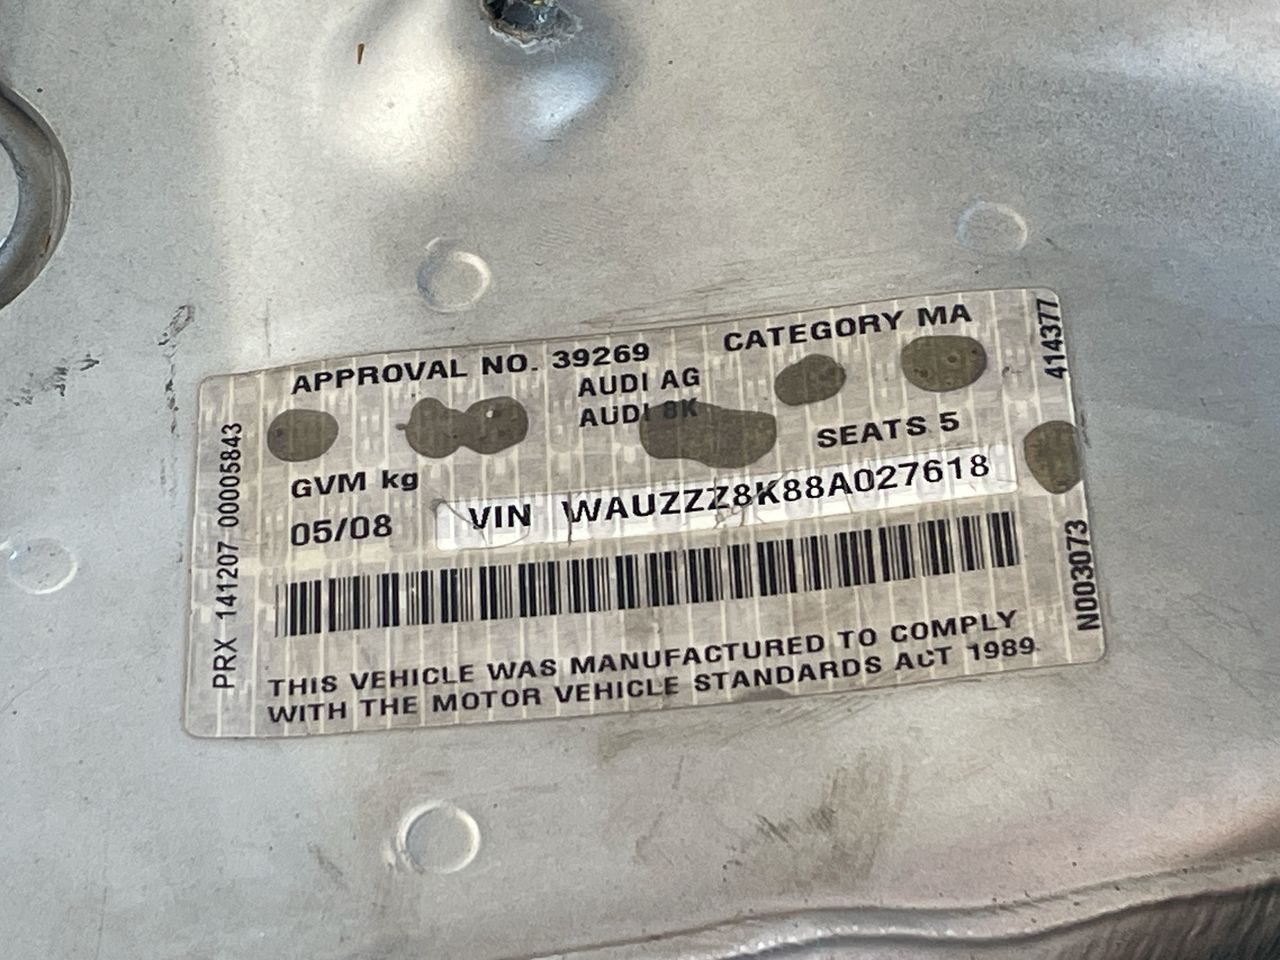 APPROVAL NO. 39269
CATEGORY MA
AUDI AG
AUDI 8K
SEATS 5
GVM kg
05/08
VIN WAUZZZ8K88A027618
THIS VEHICLE WAS MANUFACTURED TO COMPLY
WITH THE MOTOR VEHICLE STANDARDS ACT 1989
PRX 141207 00005843
414377
N003073